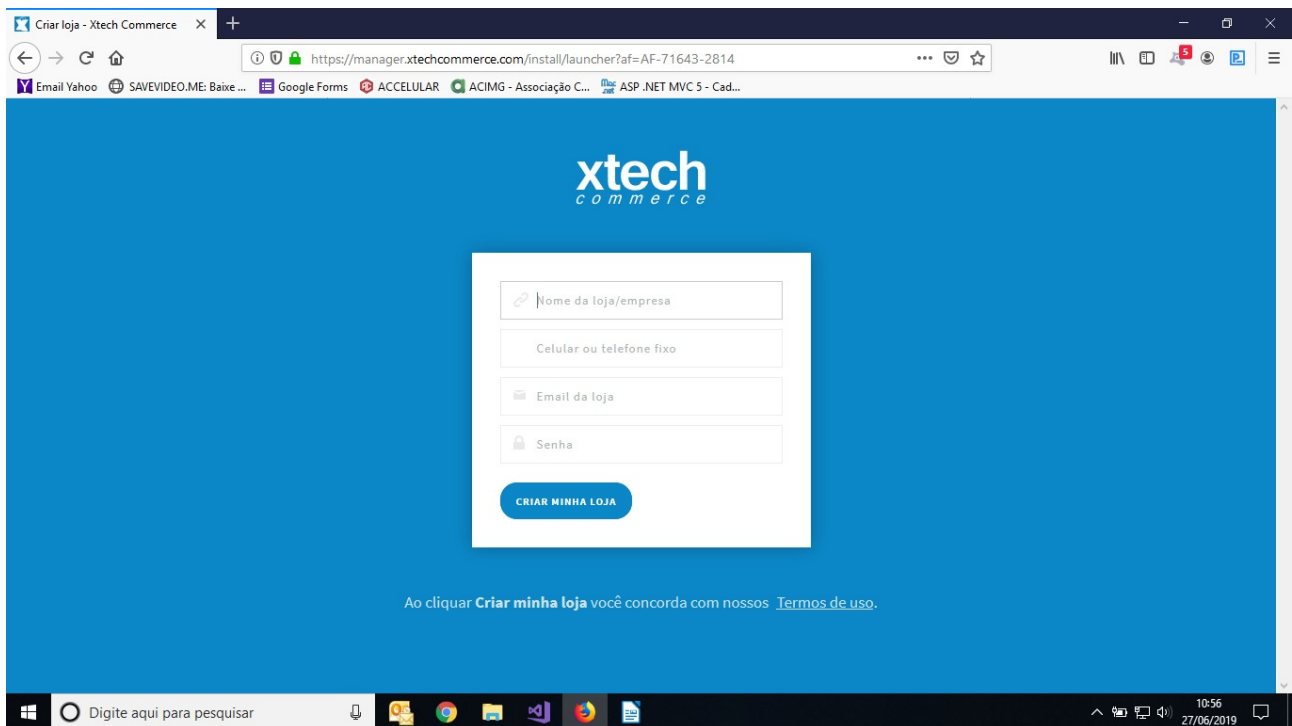 Criar loja - Xtech Commerce
https://manager.xtechcommerce.com/install/launcher?af=AF-71643-2814
5
Email Yahoo SAVEVIDEO.ME: Baixe ... Google Forms ACCELULAR ACIMG - Associação C... ASP .NET MVC 5 - Cad...
xtech
commerce
Nome da loja/empresa
Celular ou telefone fixo
Email da loja
Senha
CRIAR MINHA LOJA
Ao cliquar Criar minha loja você concorda com nossos Termos de uso.
Digite aqui para pesquisar
10:56
27/06/2019